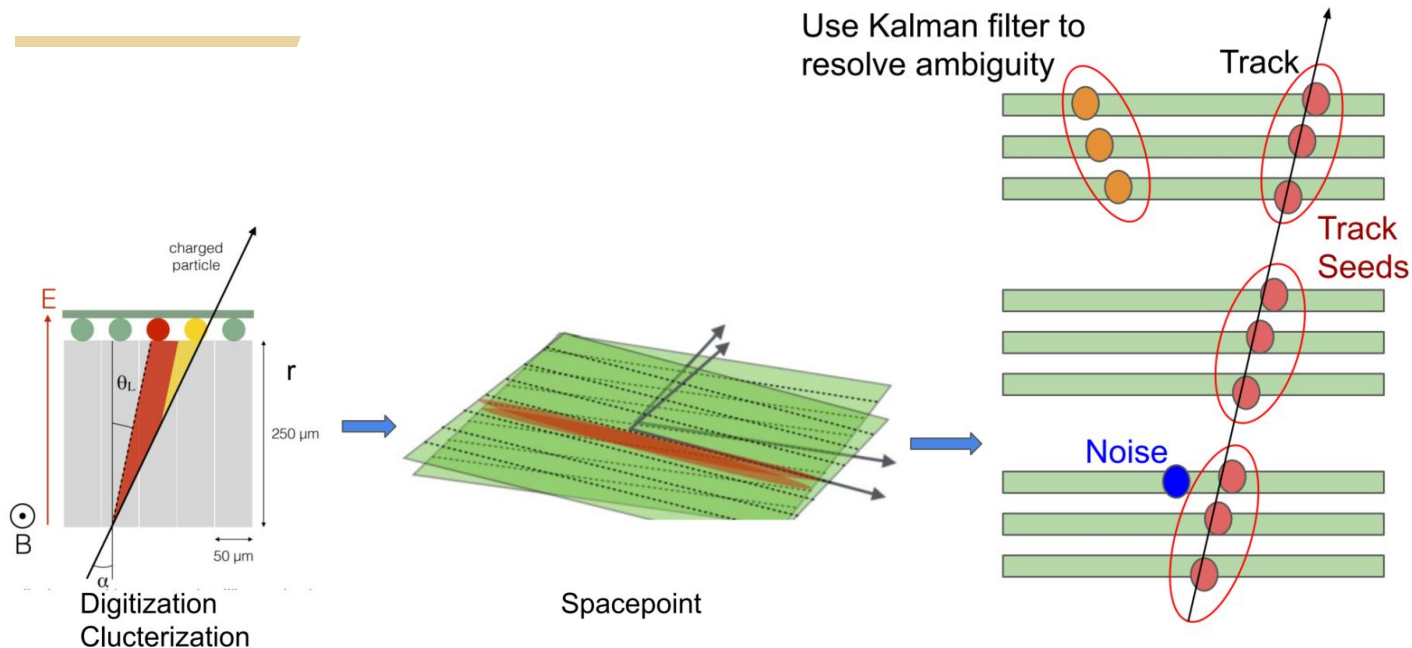 Use Kalman filter to
resolve ambiguity
Track
Track
Seeds
Noise
charged
particle
E
θL
r
250 µm
B
50 µm
α
Digitization
Clucterization
Spacepoint